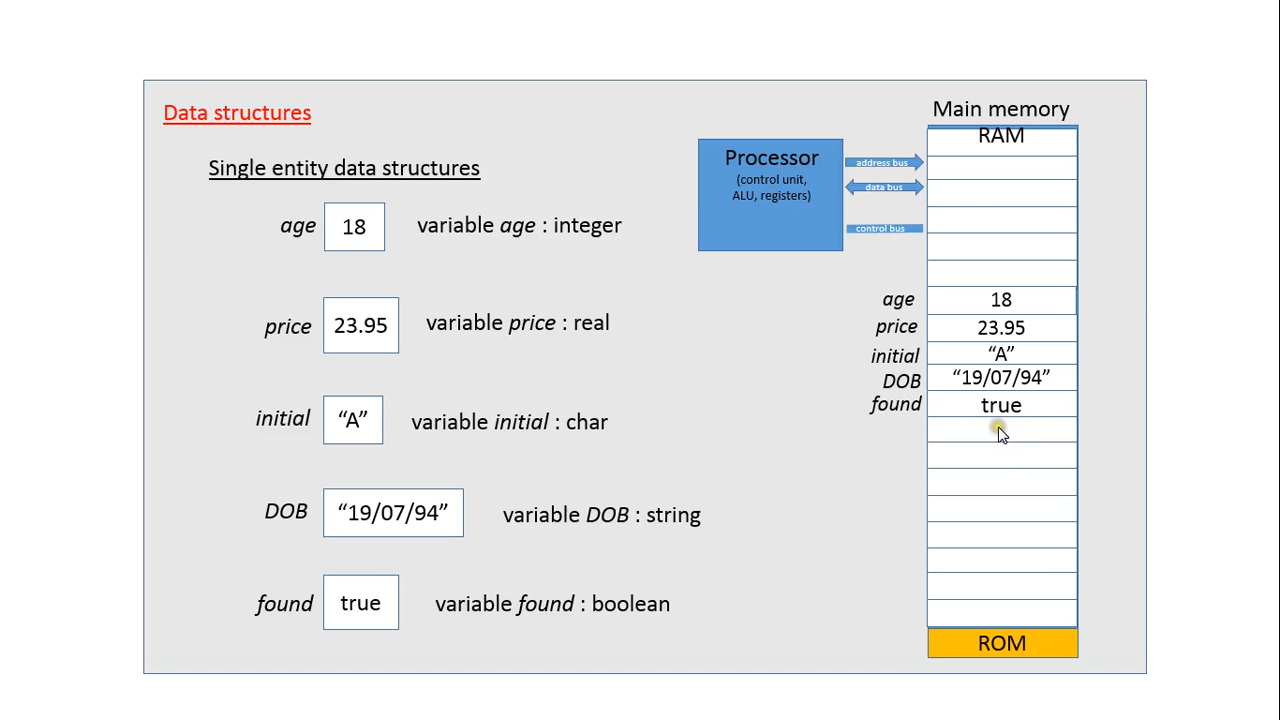 Data structures
Single entity data structures
age 18 variable age : integer
price 23.95 variable price : real
initial “A” variable initial : char
DOB “19/07/94” variable DOB : string
found true variable found : boolean
Processor
(control unit,
ALU, registers)
address bus
data bus
control bus
Main memory
RAM
age 18
price 23.95
initial “A”
DOB “19/07/94”
found true
ROM